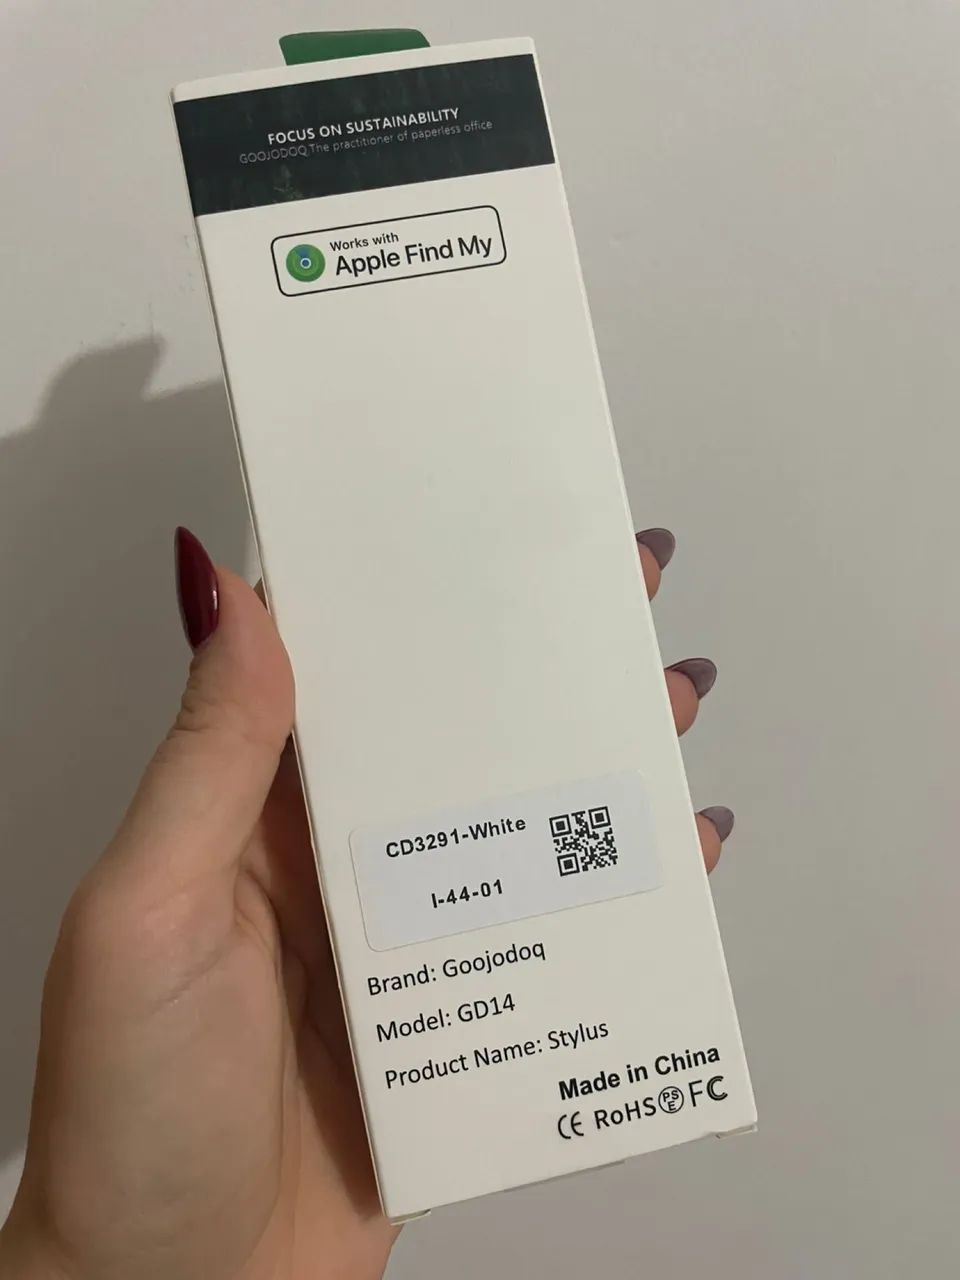 FOCUS ON SUSTAINABILITY
GOOJODOQ The practitioner of paperless office
Works with
Apple Find My
CD3291-White
I-44-01
Brand: Goojodoq
Model: GD14
Product Name: Stylus
Made in China
CE RoHS PSE FC